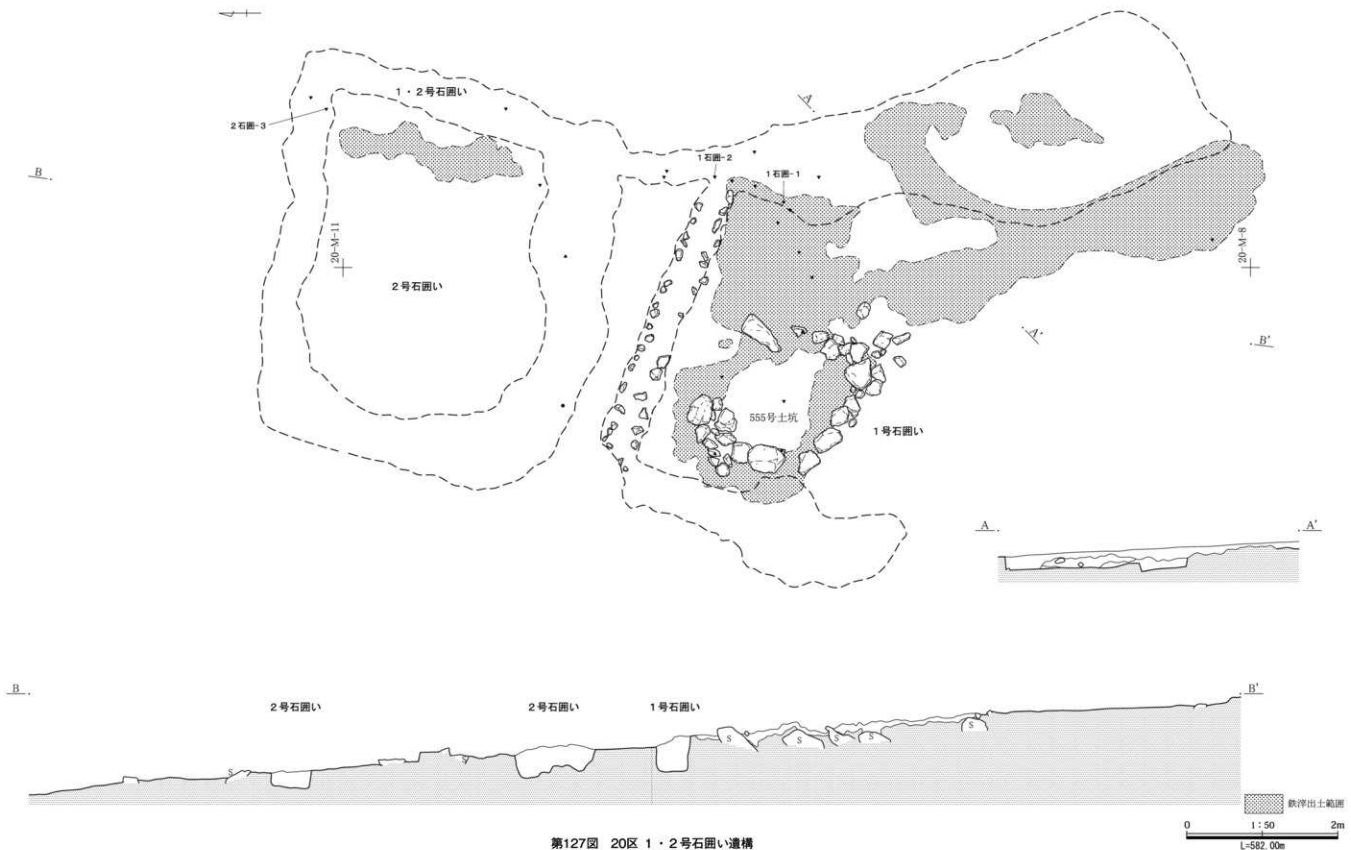 1・2号石囲い
2石囲-3
A
B
1石囲-2
1石囲-1
20-M-11
20-M-8
2号石囲い
A'
B'
555号土坑
1号石囲い
A
A'
B
B'
2号石囲い
2号石囲い
1号石囲い
S
S
S
S
S
S
S
鉄滓出土範囲
0
1:50
2m
L=582.00m
第127図 20区 1・2号石囲い遺構